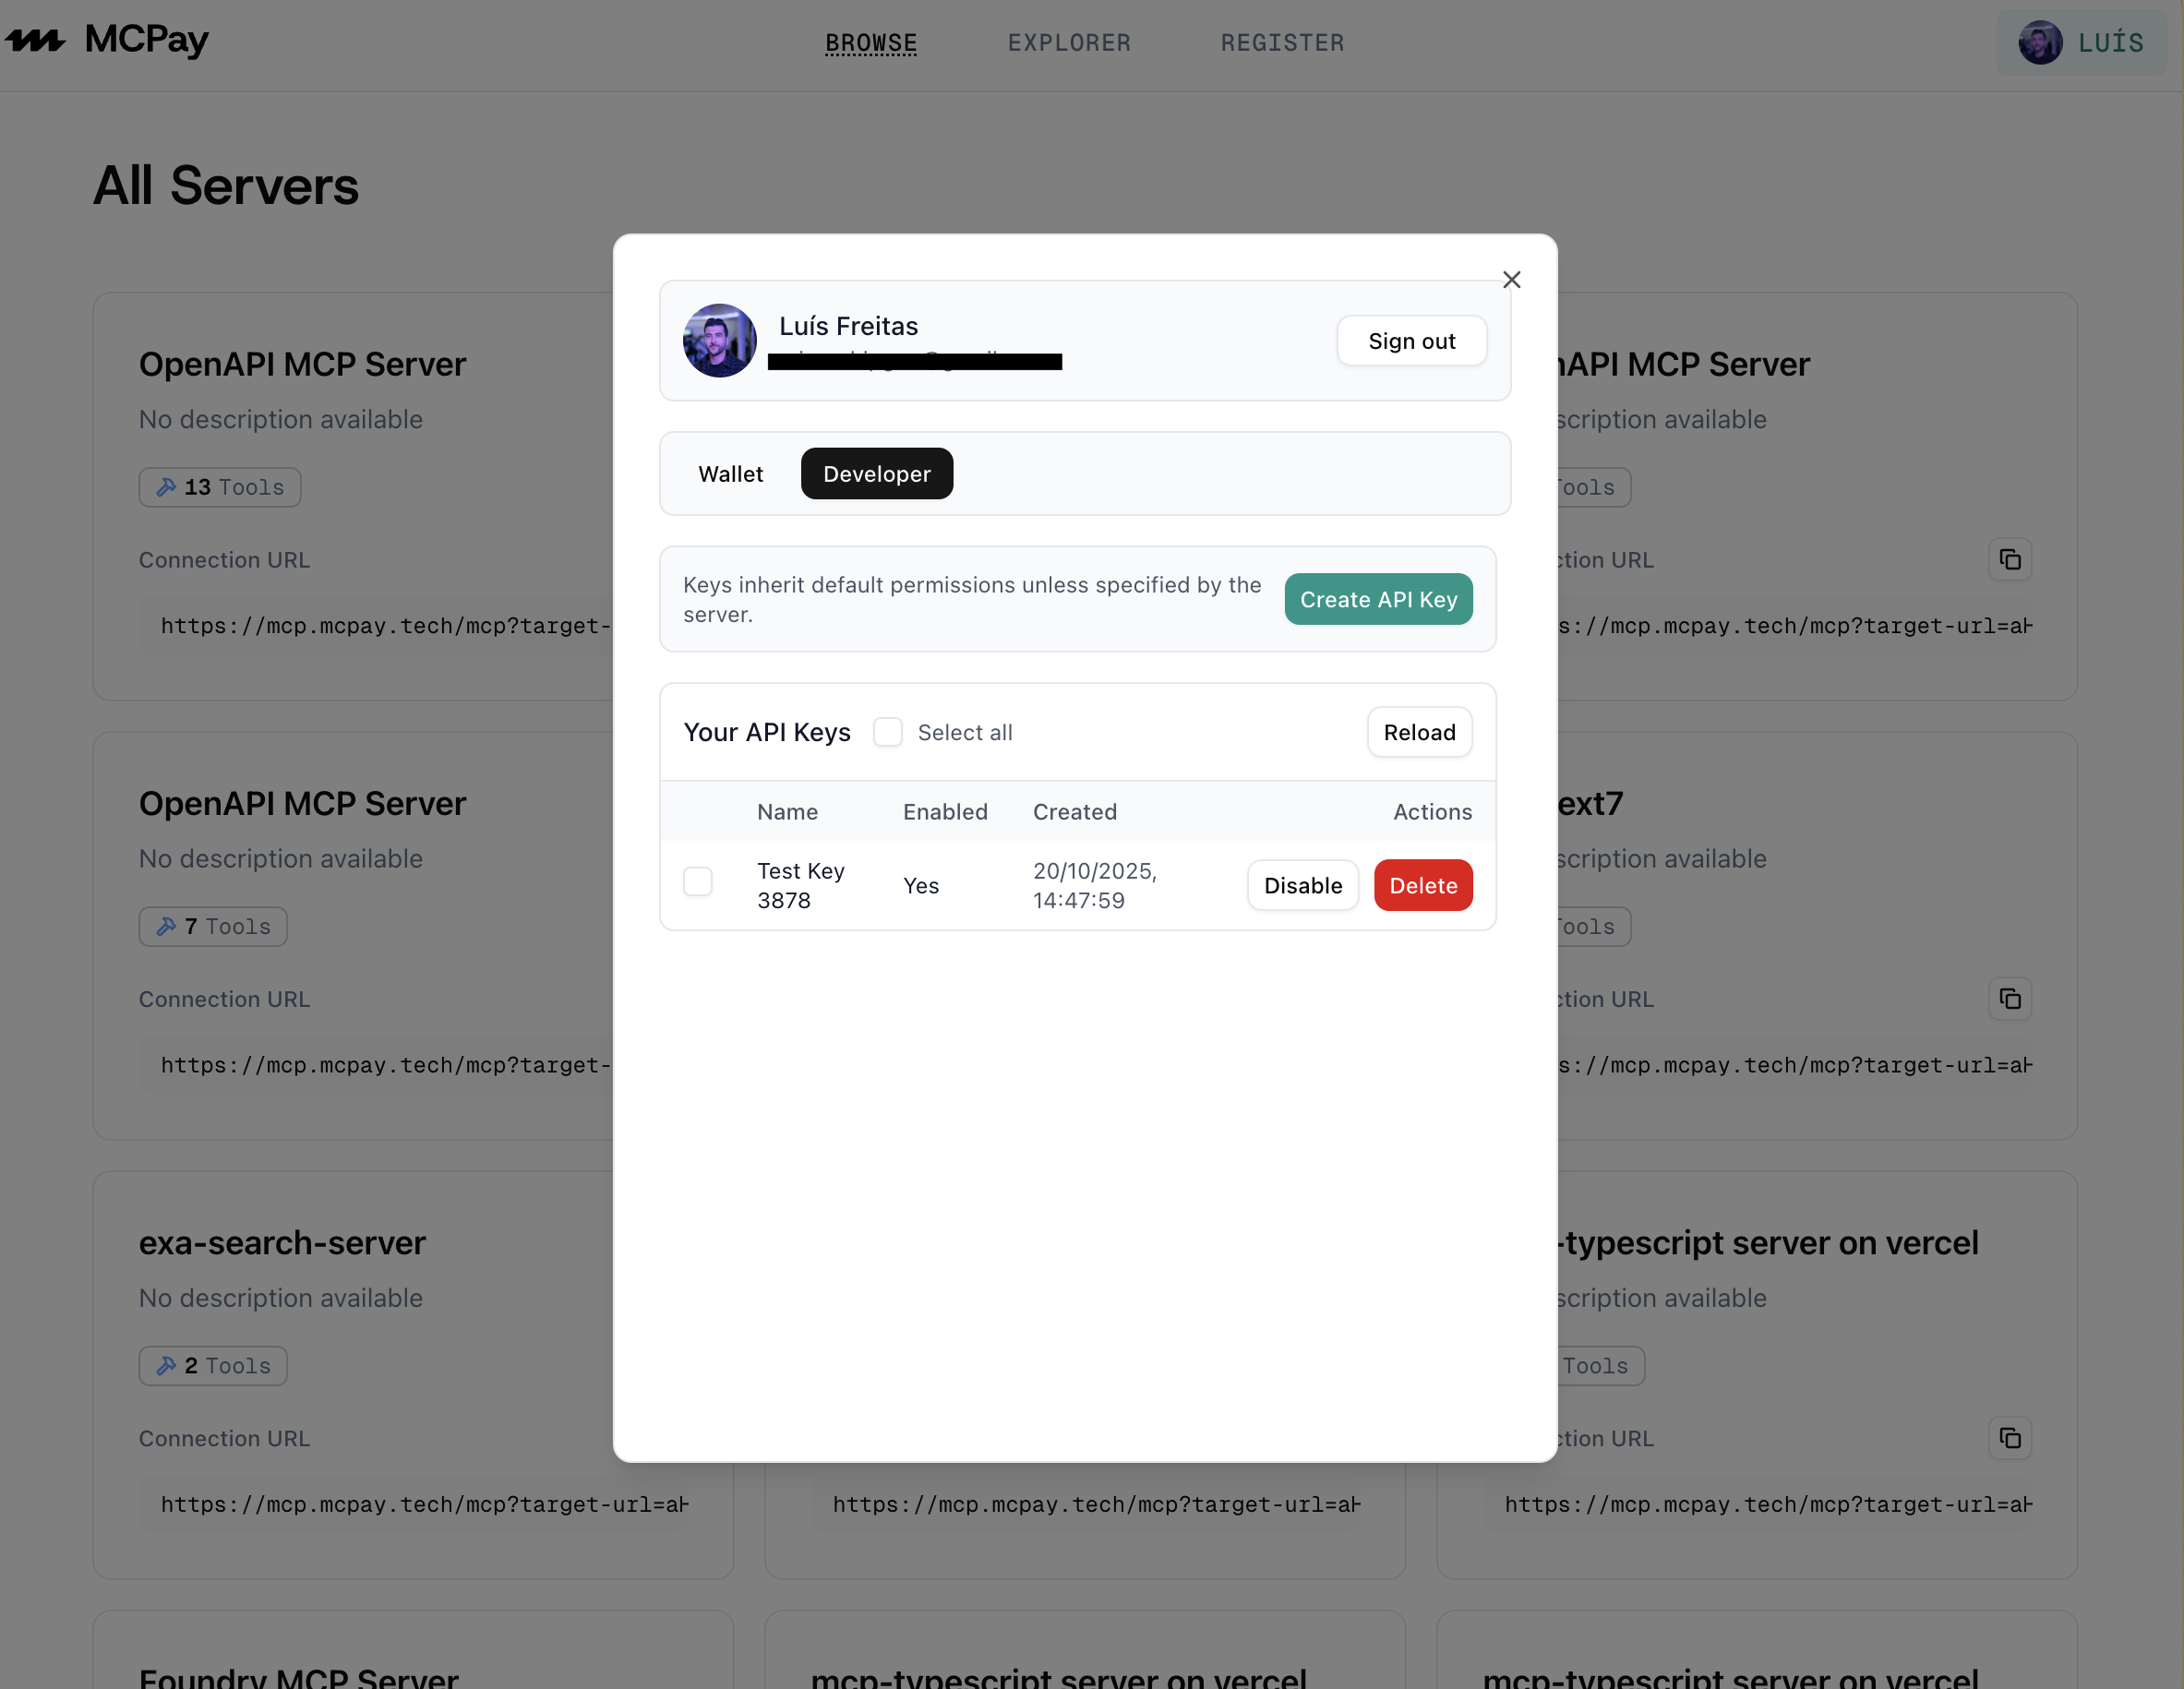 MCPay
BROWSE
EXPLORER
REGISTER
LUÍS
All Servers
OpenAPI MCP Server
No description available
13 Tools
Connection URL
https://mcp.mcpay.tech/mcp?target-
nAPI MCP Server
scription available
Tools
ction URL
s://mcp.mcpay.tech/mcp?target-url=aH
OpenAPI MCP Server
No description available
7 Tools
Connection URL
https://mcp.mcpay.tech/mcp?target-
ext7
scription available
Tools
ction URL
s://mcp.mcpay.tech/mcp?target-url=aH
exa-search-server
No description available
2 Tools
Connection URL
https://mcp.mcpay.tech/mcp?target-url=aH
https://mcp.mcpay.tech/mcp?target-url=aH
-typescript server on vercel
scription available
Tools
ction URL
https://mcp.mcpay.tech/mcp?target-url=aH
Foundry MCP Server
mcp-typescript server on vercel
mcp-typescript server on vercel
Luís Freitas
Sign out
Wallet
Developer
Keys inherit default permissions unless specified by the
server.
Create API Key
Your API Keys
Select all
Reload
Name
Enabled
Created
Actions
Test Key
3878
Yes
20/10/2025,
14:47:59
Disable
Delete